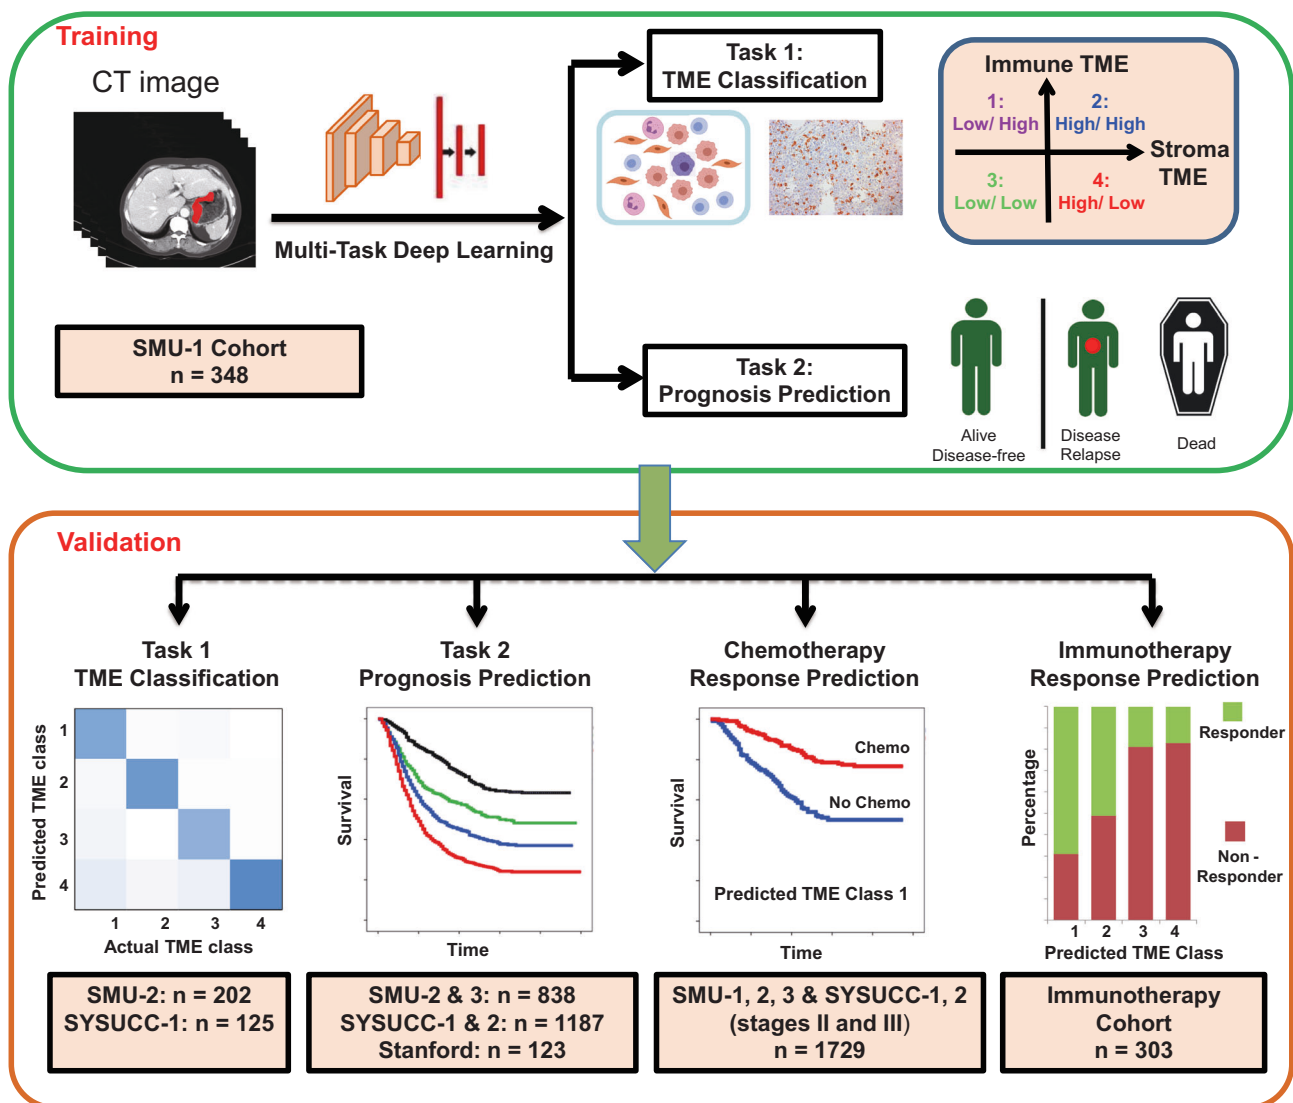 Training
CT image
Multi-Task Deep Learning
SMU-1 Cohort
n = 348
Task 1:
TME Classification
Immune TME
1:
Low/ High
2:
High/ High
Stroma
TME
3:
Low/ Low
4:
High/ Low
Task 2:
Prognosis Prediction
Alive
Disease-free
Disease
Relapse
Dead
Validation
Task 1
TME Classification
Predicted TME class
1
2
3
4
1 2 3 4
Actual TME class
SMU-2: n = 202
SYSUCC-1: n = 125
Task 2
Prognosis Prediction
Survival
Time
SMU-2 & 3: n = 838
SYSUCC-1 & 2: n = 1187
Stanford: n = 123
Chemotherapy
Response Prediction
Survival
Chemo
No Chemo
Predicted TME Class 1
Time
SMU-1, 2, 3 & SYSUCC-1, 2
(stages II and III)
n = 1729
Immunotherapy
Response Prediction
Responder
Percentage
Non -
Responder
1 2 3 4
Predicted TME Class
Immunotherapy
Cohort
n = 303